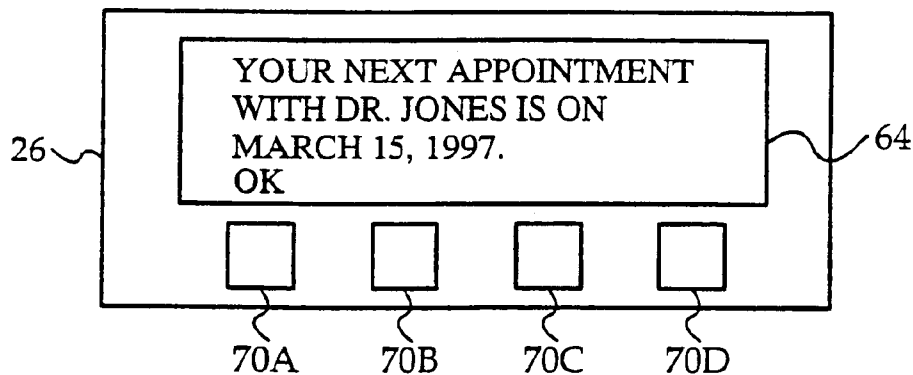 YOUR NEXT APPOINTMENT
WITH DR. JONES IS ON
MARCH 15, 1997.
OK
26
64
70A 70B 70C 70D